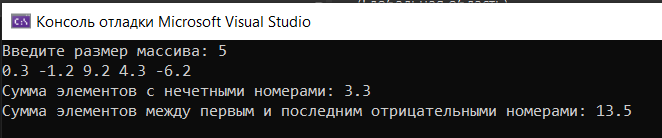 Консоль отладки Microsoft Visual Studio
Введите размер массива: 5
0.3 -1.2 9.2 4.3 -6.2
Сумма элементов с нечетными номерами: 3.3
Сумма элементов между первым и последним отрицательными номерами: 13.5